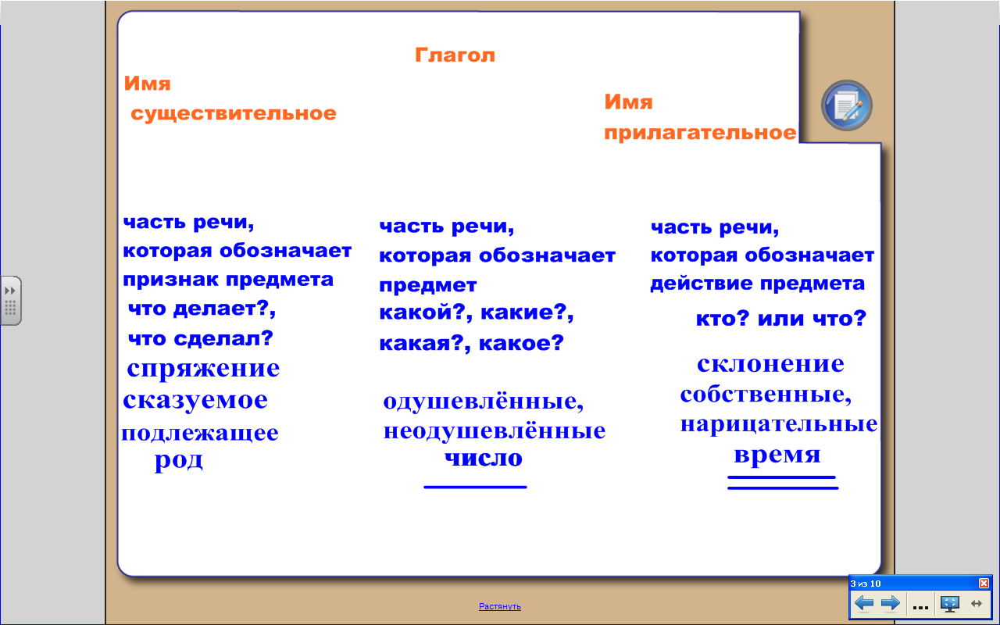 Глагол
Имя
существительное
Имя
прилагательное
часть речи,
которая обозначает
признак предмета
что делает?,
что сделал?
спряжение
сказуемое
подлежащее
род
часть речи,
которая обозначает
предмет
какой?, какие?,
какая?, какое?
одушевлённые,
неодушевлённые
число
часть речи,
которая обозначает
действие предмета
кто? или что?
склонение
собственные,
нарицательные
время
3 из 10
...
Растянуть